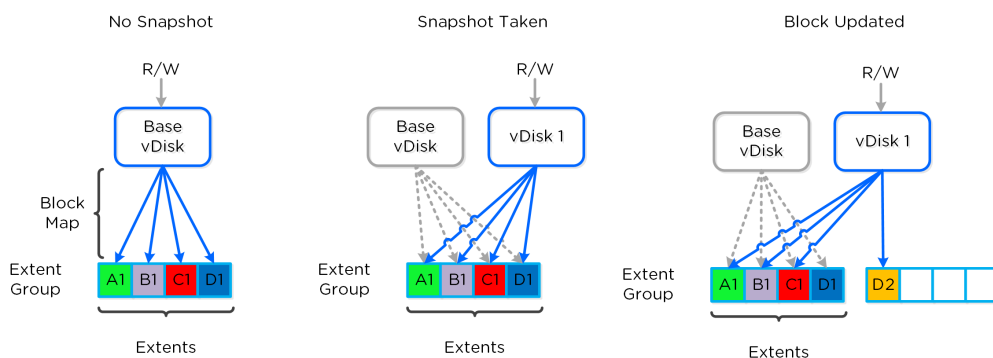 No Snapshot
Snapshot Taken
Block Updated
R/W
R/W
R/W
Base
vDisk
Base
vDisk
vDisk 1
Base
vDisk
vDisk 1
Block
Map
Extent
Group
A1 B1 C1 D1
Extent
Group
A1 B1 C1 D1
Extent
Group
A1 B1 C1 D1
D2
Extents
Extents
Extents